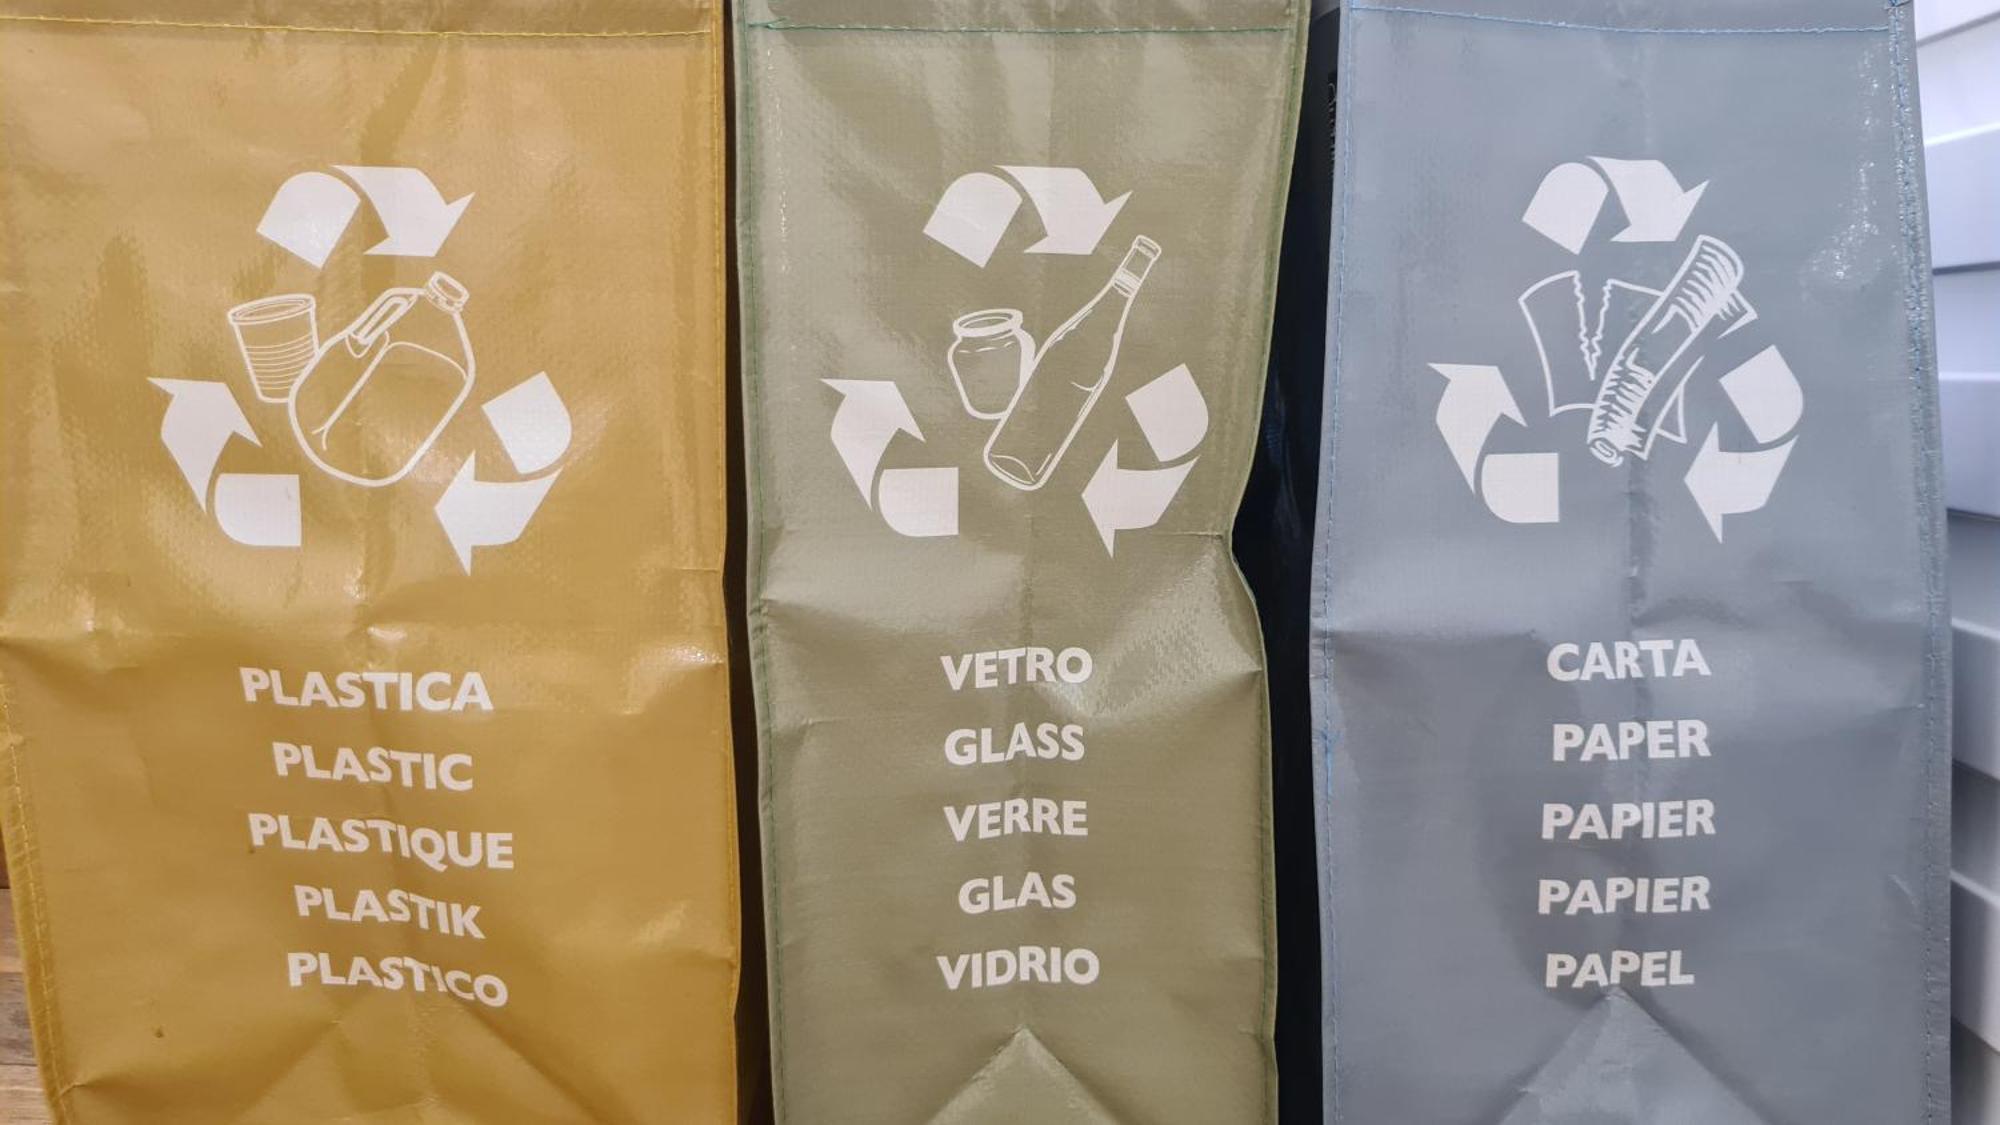 PLASTICA
PLASTIC
PLASTIQUE
PLASTIK
PLASTICO
VETRO
GLASS
VERRE
GLAS
VIDRIO
CARTA
PAPER
PAPIER
PAPIER
PAPEL